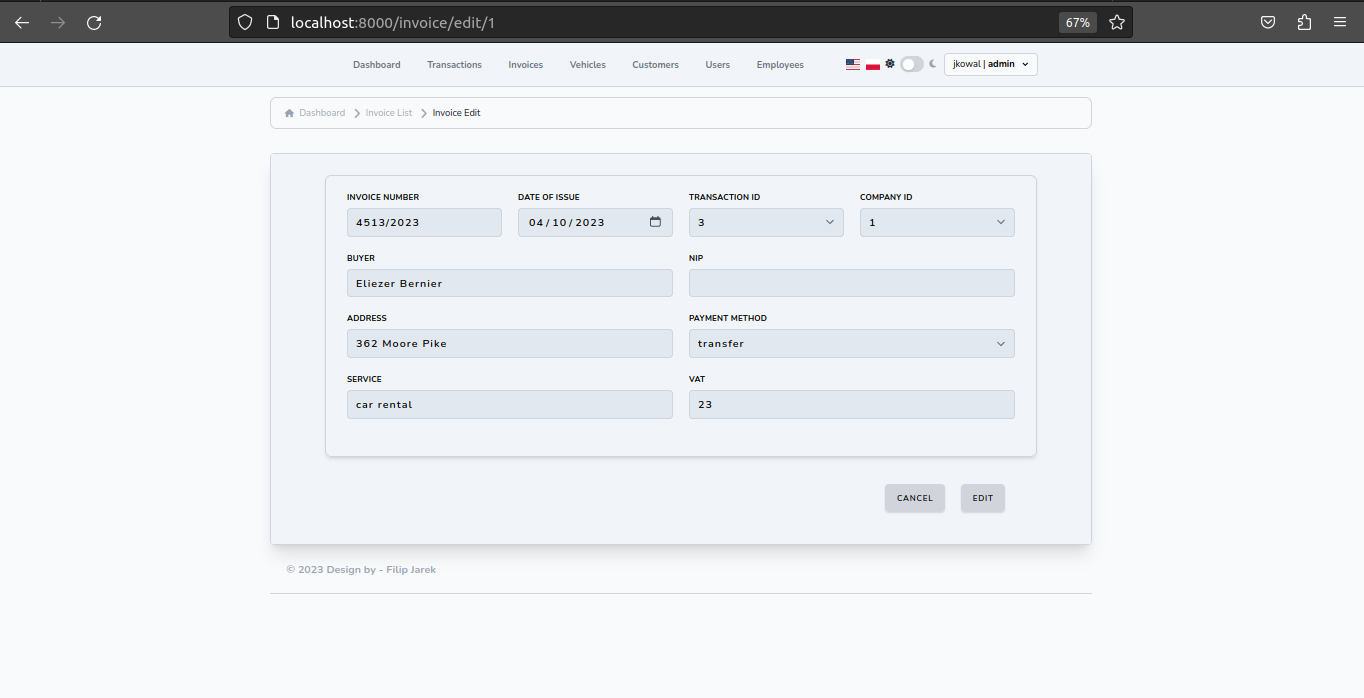 localhost:8000/invoice/edit/1 67%
Dashboard Transactions Invoices Vehicles Customers Users Employees jkowal | admin
Dashboard Invoice List Invoice Edit
INVOICE NUMBER DATE OF ISSUE TRANSACTION ID COMPANY ID
4513/2023 04/10/2023 3 1
BUYER NIP
Eliezer Bernier
ADDRESS PAYMENT METHOD
362 Moore Pike transfer
SERVICE VAT
car rental 23
CANCEL EDIT
© 2023 Design by - Filip Jarek